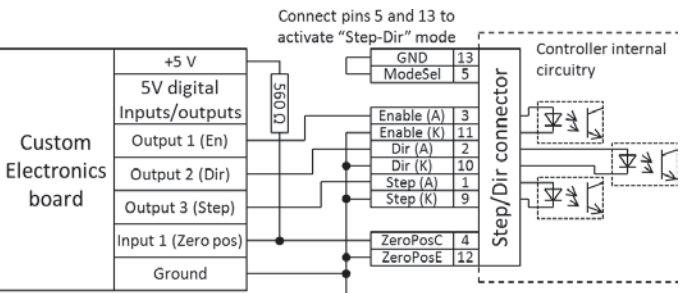 Connect pins 5 and 13 to
activate “Step-Dir” mode
Controller internal
circuitry
Custom
Electronics
board
+5 V
5V digital
Inputs/outputs
Output 1 (En)
Output 2 (Dir)
Output 3 (Step)
Input 1 (Zero pos)
Ground
560 Ω
GND 13
ModeSel 5
Enable (A) 3
Enable (K) 11
Dir (A) 2
Dir (K) 10
Step (A) 1
Step (K) 9
ZeroPosC 4
ZeroPosE 12
Step/Dir connector